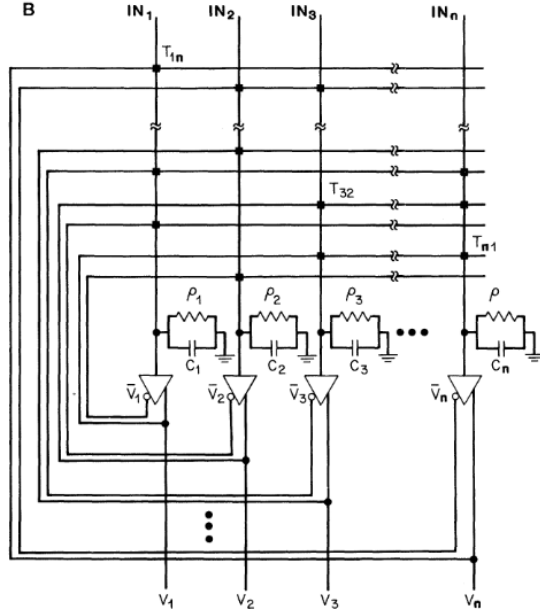 B IN₁ IN₂ IN₃ INₙ
T₁ₙ
T₃₂
Tₙ₁
ρ₁ ρ₂ ρ₃ ρ
C₁ C₂ C₃ Cₙ
V̄₁ V̄₂ V̄₃ V̄ₙ
V₁ V₂ V₃ Vₙ